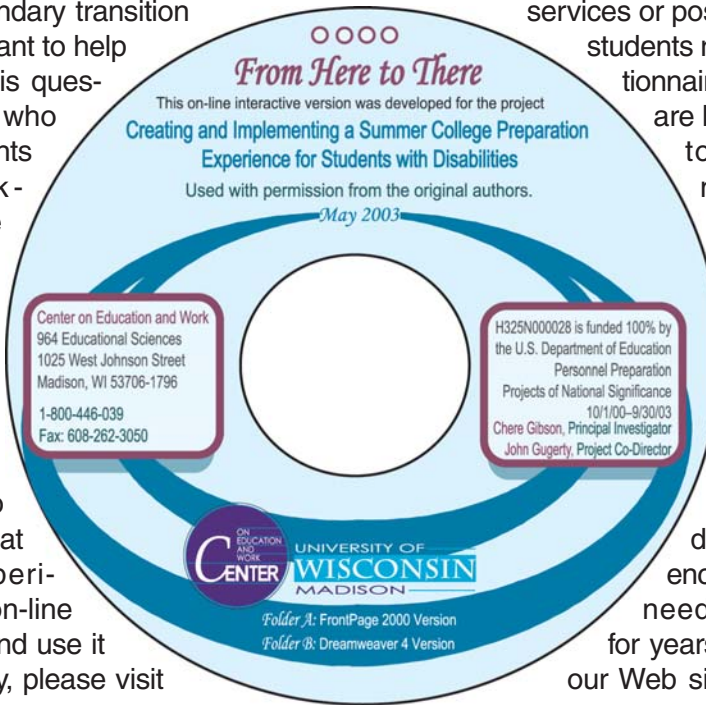 ndary transition
ant to help
is ques-
who
nts
k-
at
peri-
on-line
nd use it
y, please visit
From Here to There
This on-line interactive version was developed for the project
Creating and Implementing a Summer College Preparation
Experience for Students with Disabilities
Used with permission from the original authors.
May 2003
Center on Education and Work
964 Educational Sciences
1025 West Johnson Street
Madison, WI 53706-1796
1-800-446-039
Fax: 608-262-3050
H325N000028 is funded 100% by
the U.S. Department of Education
Personnel Preparation
Projects of National Significance
10/1/00–9/30/03
Chere Gibson, Principal Investigator
John Gugerty, Project Co-Director
CENTER
ON
EDUCATION
AND
WORK
UNIVERSITY OF
WISCONSIN
MADISON
Folder A: FrontPage 2000 Version
Folder B: Dreamweaver 4 Version
services or pos
students r
tionnair
are
to
d
enc
need
for years
our Web si